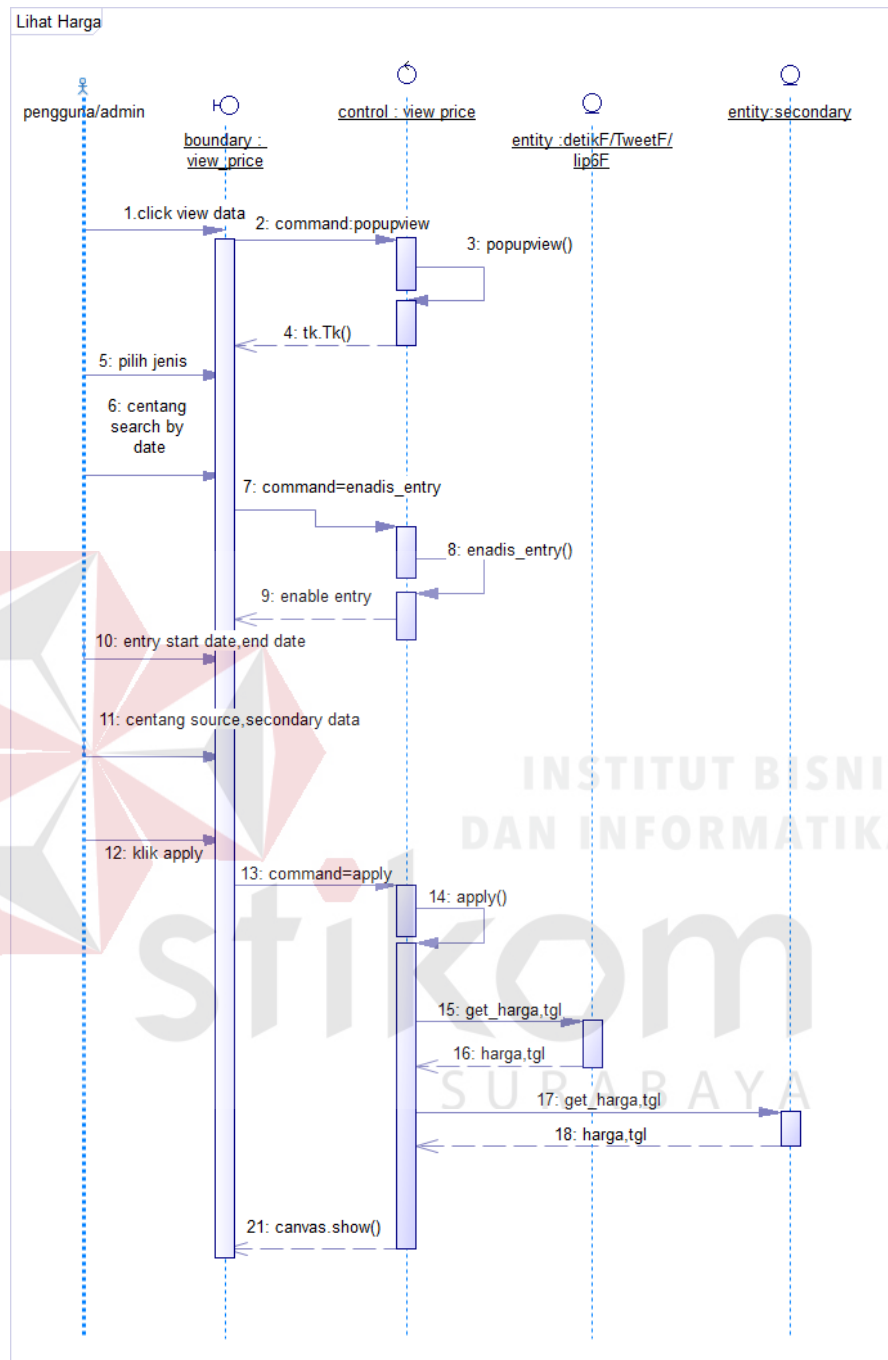 Lihat Harga
pengguna/admin
boundary :
view_price
control : view price
entity :detikF/TweetF/
lip6F
entity:secondary
1.click view data
2: command:popupview
3: popupview()
4: tk.Tk()
5: pilih jenis
6: centang
search by
date
7: command=enadis_entry
8: enadis_entry()
9: enable entry
10: entry start date,end date
11: centang source,secondary data
INSTITUT BISNI
DAN INFORMATIKA
12: klik apply
13: command=apply
14: apply()
stikom
15: get_harga,tgl
16: harga,tgl
SURABAYA
17: get_harga,tgl
18: harga,tgl
21: canvas.show()